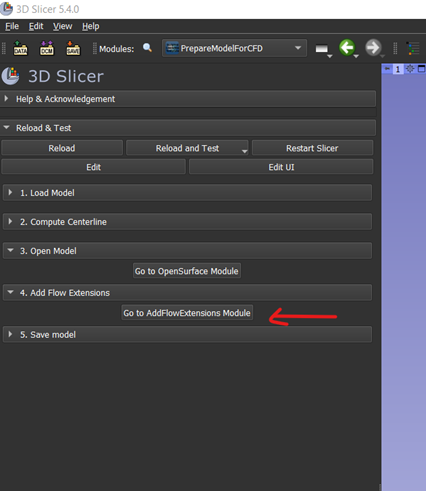 3D Slicer 5.4.0
File Edit View Help
DATA DCM SAVE Modules: PrepareModelForCFD
3D Slicer
1
Help & Acknowledgement
Reload & Test
Reload Reload and Test Restart Slicer
Edit Edit UI
1. Load Model
2. Compute Centerline
3. Open Model
Go to OpenSurface Module
4. Add Flow Extensions
Go to AddFlowExtensions Module
5. Save model